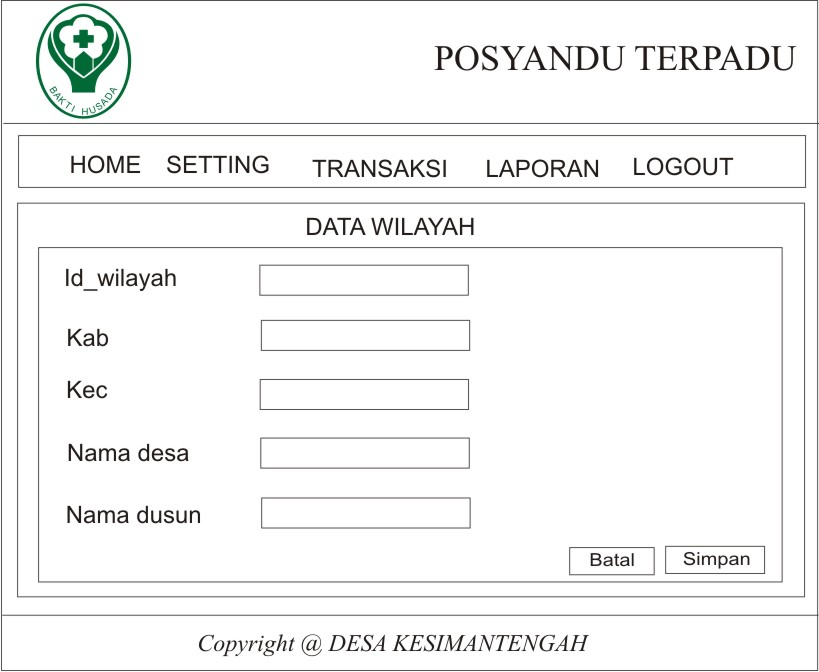 BAKTI HUSADA
POSYANDU TERPADU
HOME SETTING TRANSAKSI LAPORAN LOGOUT
DATA WILAYAH
Id_wilayah
Kab
Kec
Nama desa
Nama dusun
Batal Simpan
Copyright @ DESA KESIMANTENGAH